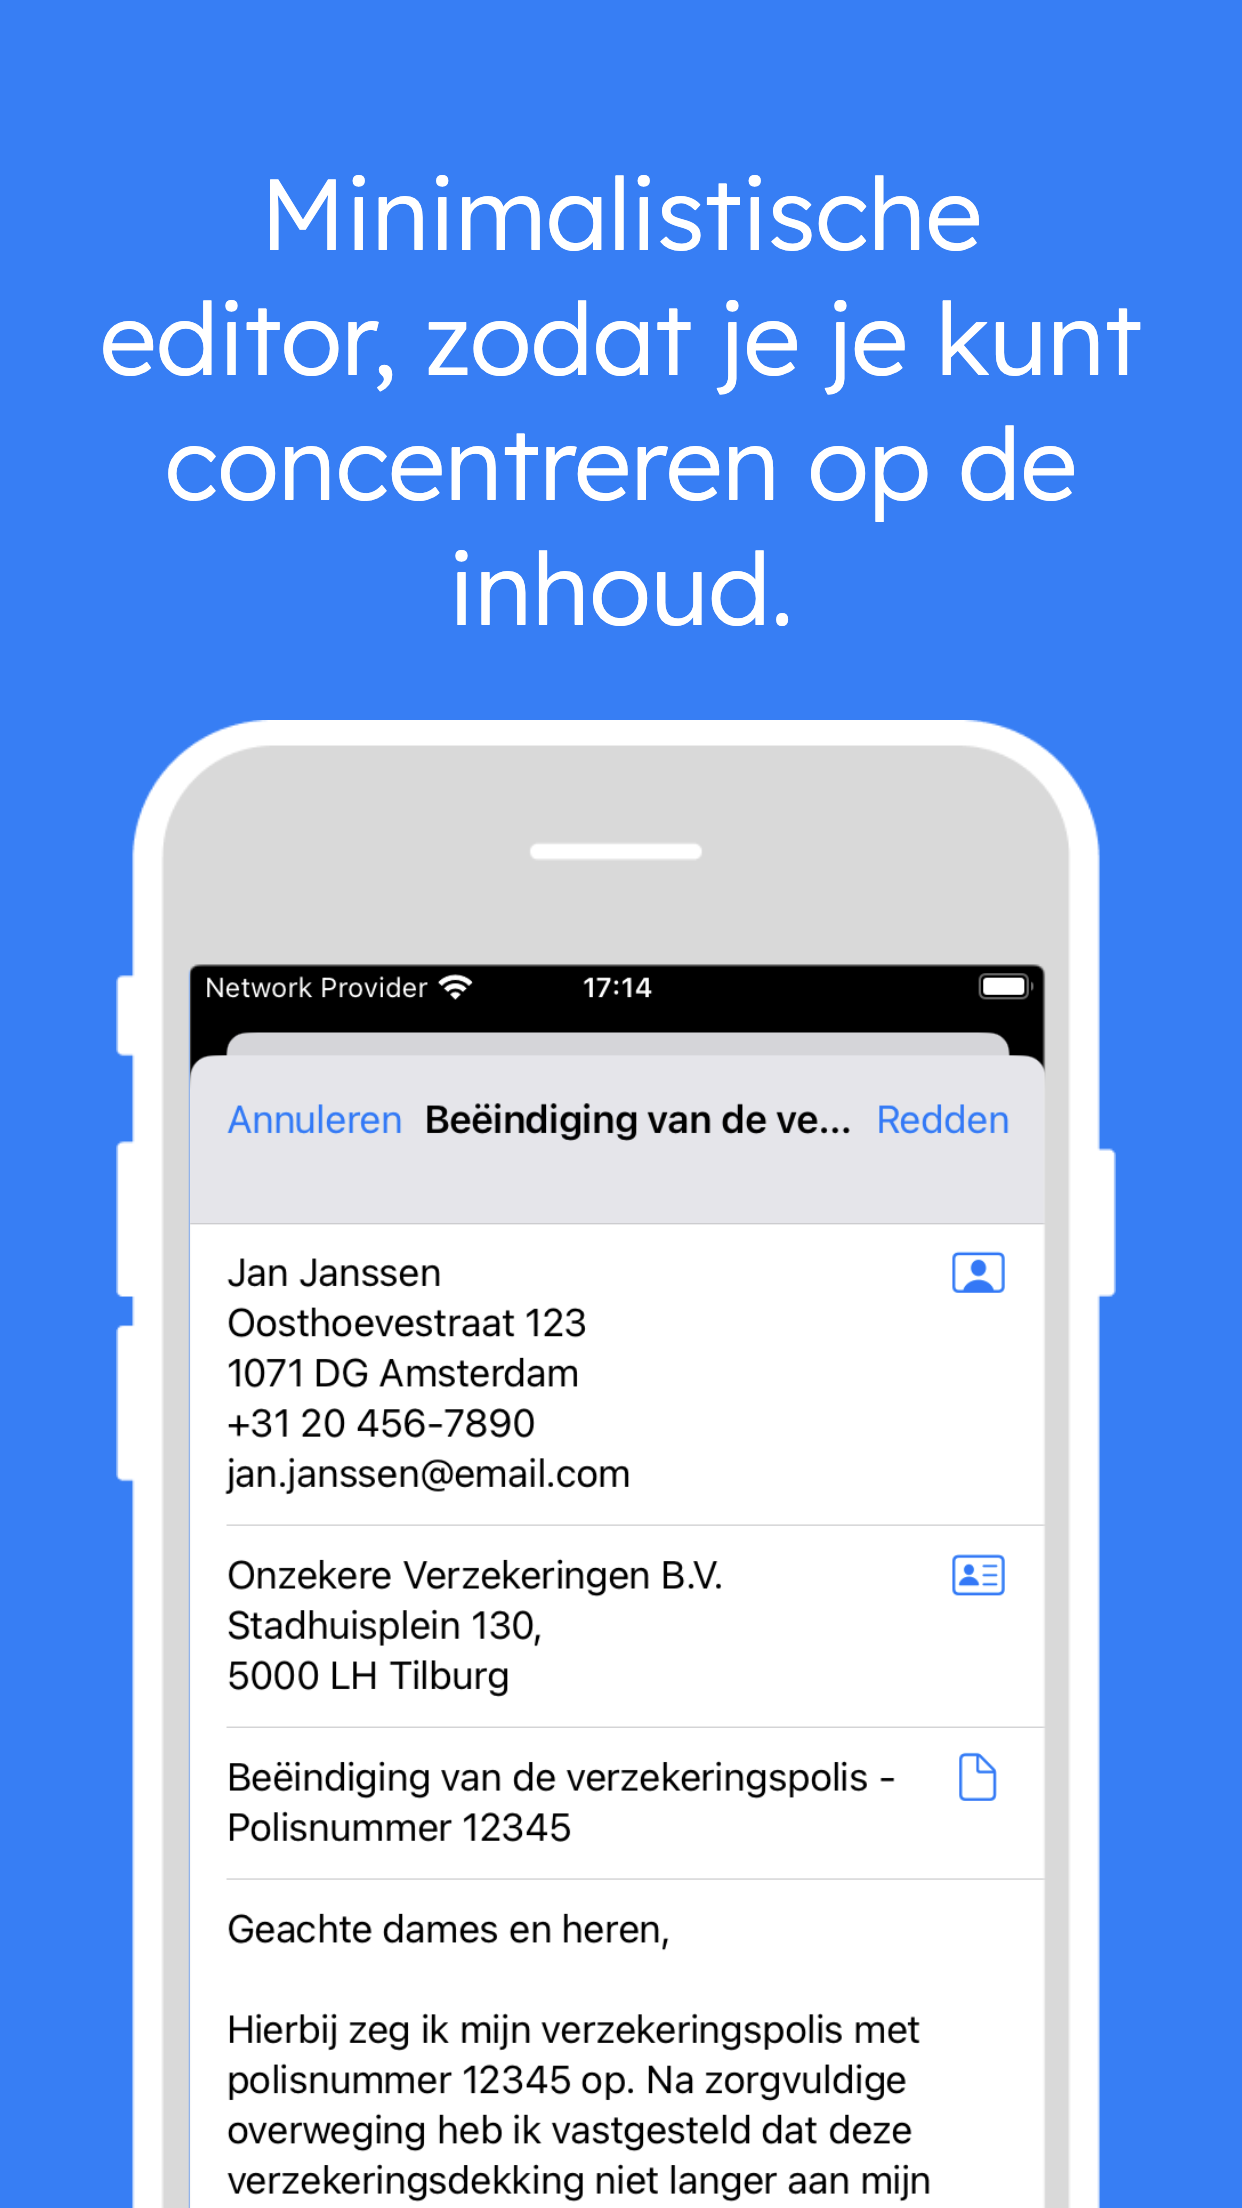 Minimalistische
editor, zodat je je kunt
concentreren op de
inhoud.
Network Provider 17:14
Annuleren Beëindiging van de ve... Redden
Jan Janssen
Oosthoevestraat 123
1071 DG Amsterdam
+31 20 456-7890
jan.janssen@email.com
Onzekere Verzekeringen B.V.
Stadhuisplein 130,
5000 LH Tilburg
Beëindiging van de verzekeringspolis -
Polisnummer 12345
Geachte dames en heren,
Hierbij zeg ik mijn verzekeringspolis met
polisnummer 12345 op. Na zorgvuldige
overweging heb ik vastgesteld dat deze
verzekeringsdekking niet langer aan mijn